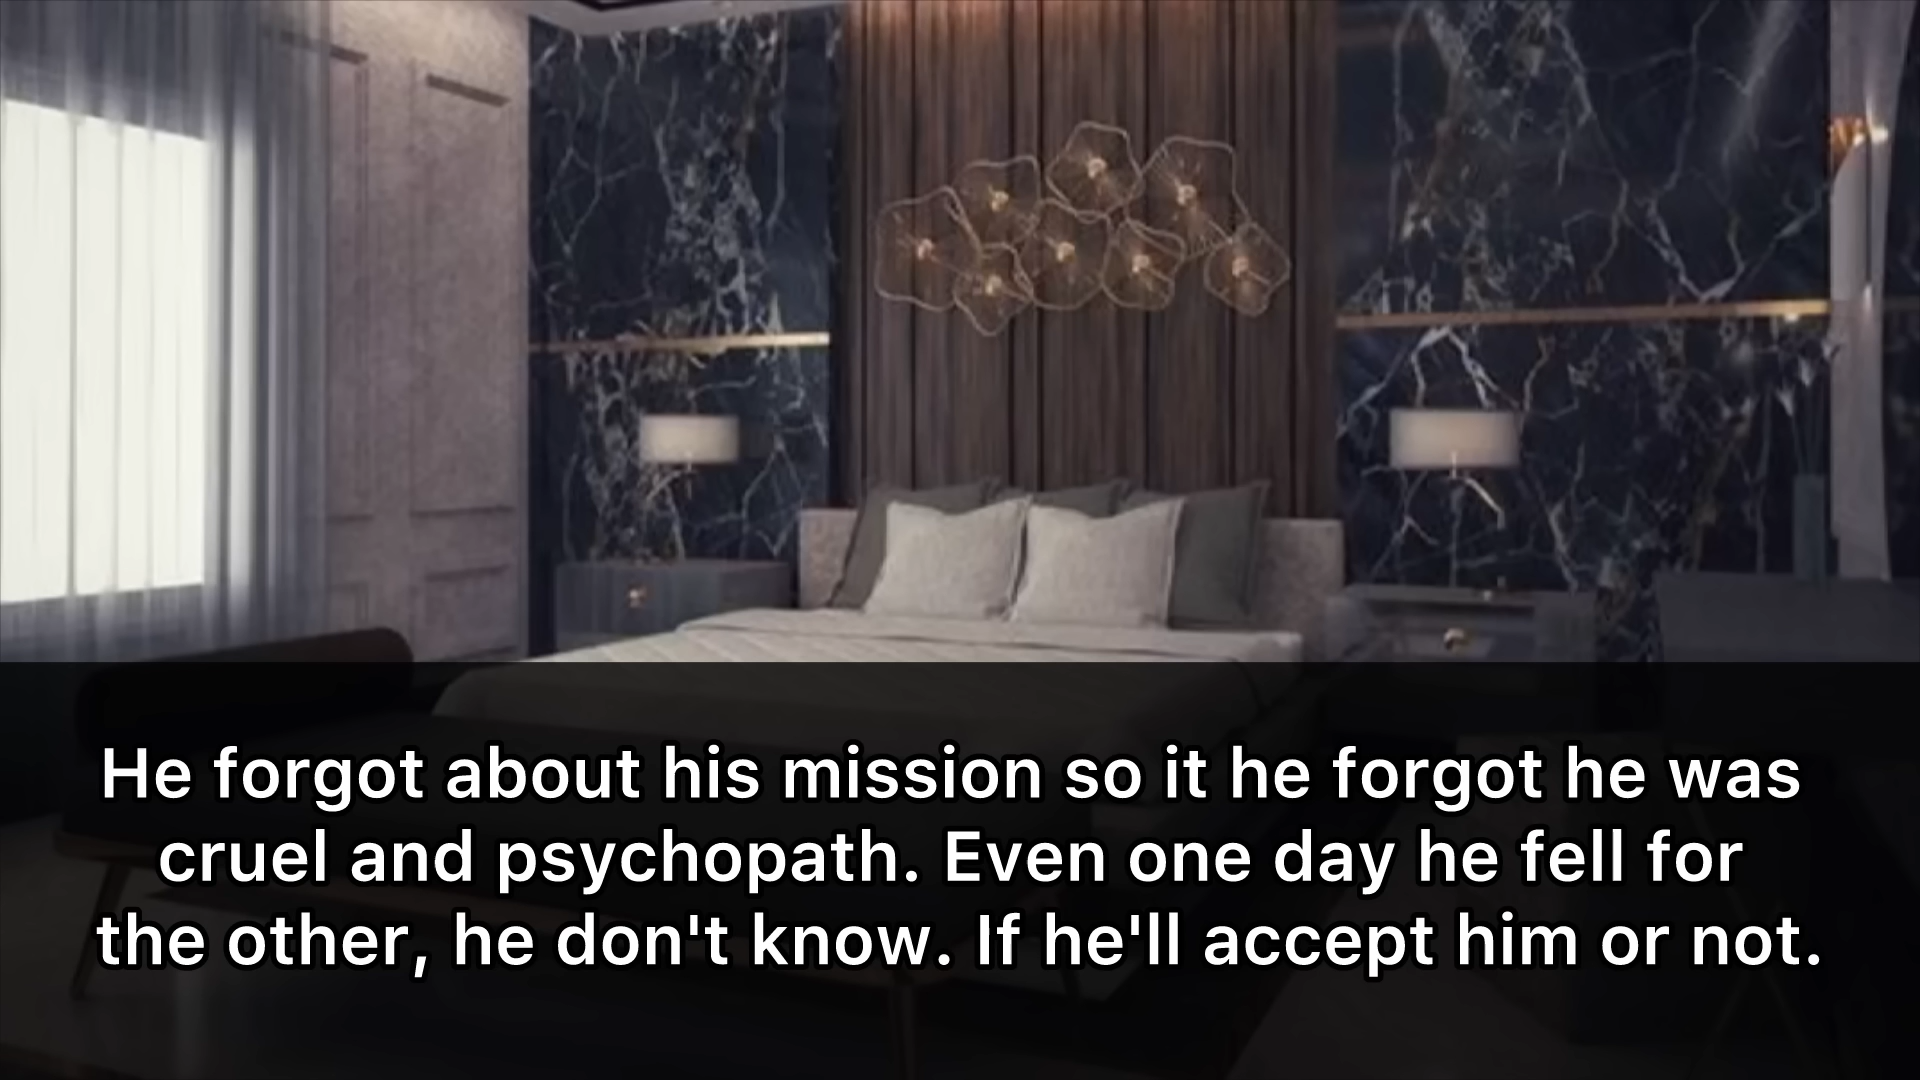 He forgot about his mission so it he forgot he was
cruel and psychopath. Even one day he fell for
the other, he don't know. If he'll accept him or not.